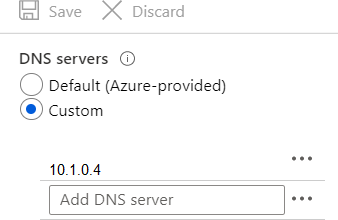 Save Discard
DNS servers
Default (Azure-provided)
Custom
10.1.0.4
Add DNS server